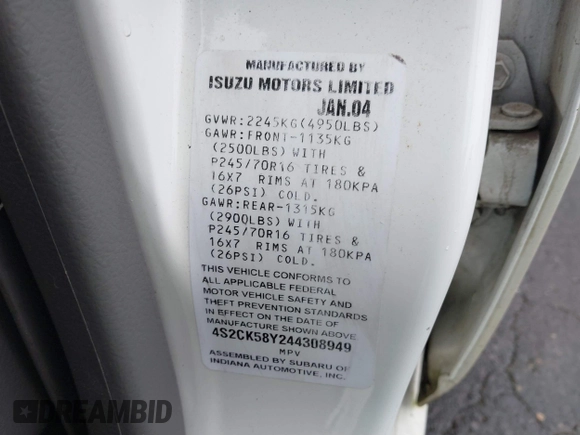 MANUFACTURED BY
ISUZU MOTORS LIMITED
JAN.04
GVWR:2245KG(4950LBS)
GAWR:FRONT-1135KG
(2500LBS)WITH
P245/70R16 TIRES &
16X7 RIMS AT 180KPA
(26PSI) COLD.
GAWR:REAR-1315KG
(2900LBS)WITH
P245/70R16 TIRES &
16X7 RIMS AT 180KPA
(26PSI) COLD.
THIS VEHICLE CONFORMS TO
ALL APPLICABLE FEDERAL
MOTOR VEHICLE SAFETY AND
THEFT PREVENTION STANDARDS
IN EFFECT ON THE DATE OF
MANUFACTURE SHOWN ABOVE
4S2CK58Y244308949
MPV
ASSEMBLED BY SUBARU OF
INDIANA AUTOMOTIVE, INC.
DREAMBID